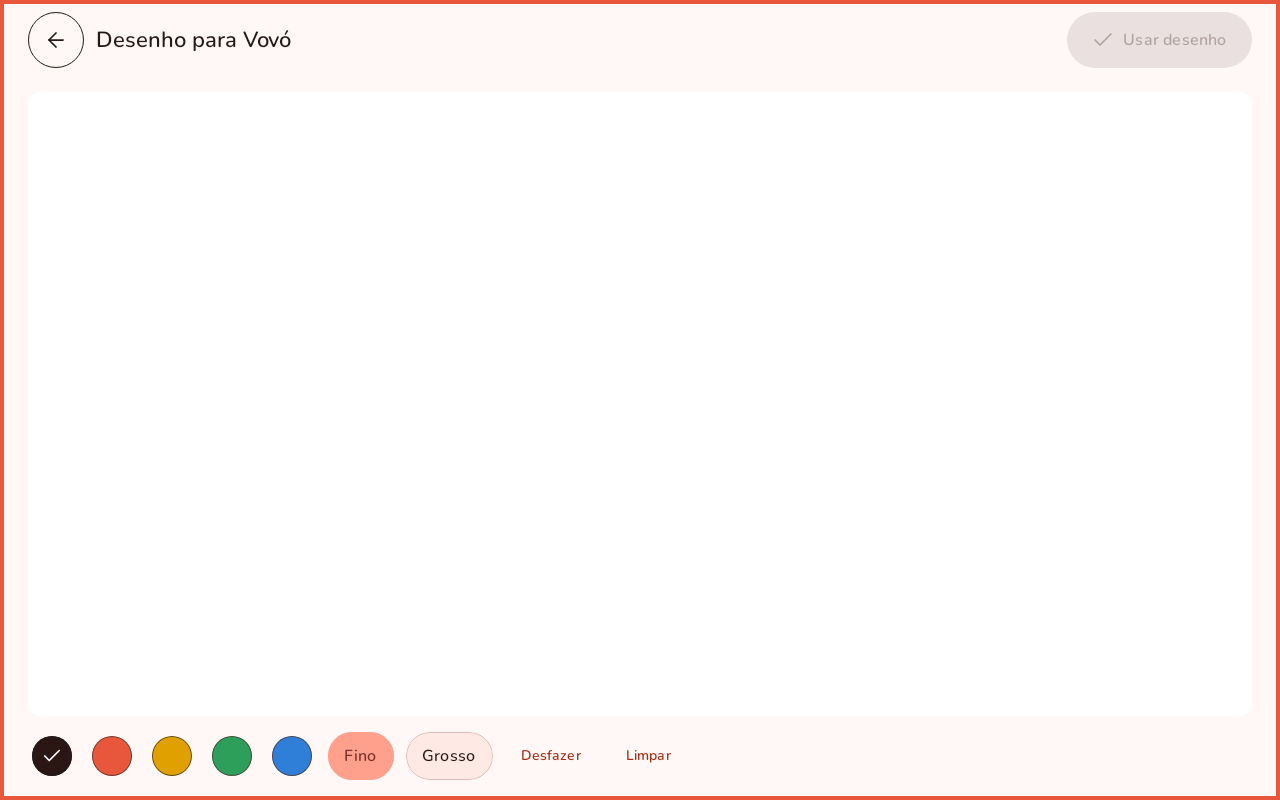 Desenho para Vovó
Usar desenho
Fino
Grosso
Desfazer
Limpar